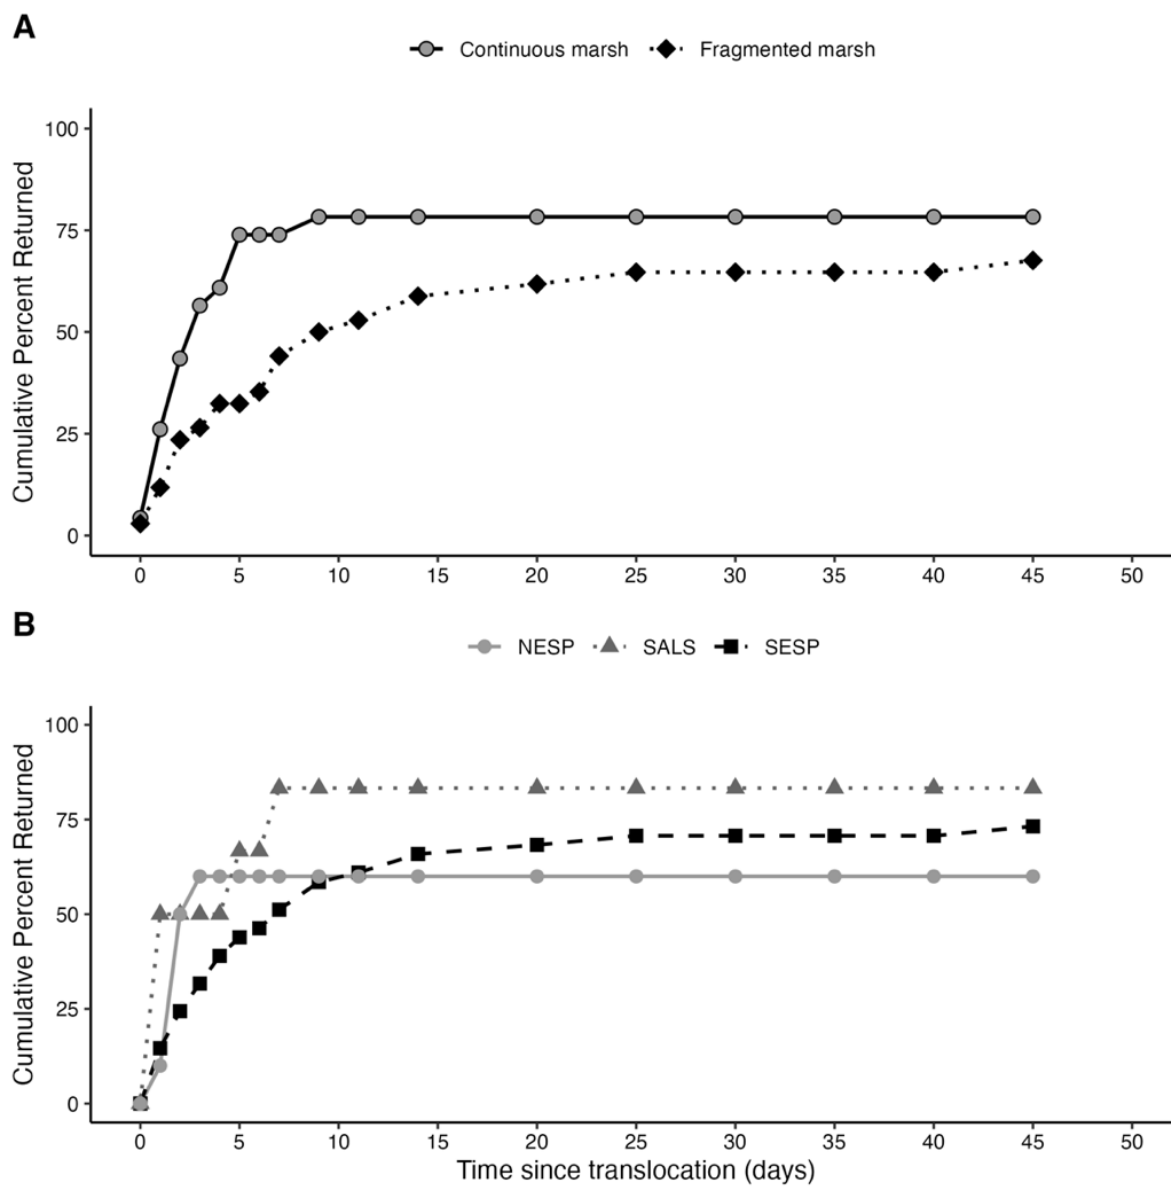 A
Continuous marsh Fragmented marsh
Cumulative Percent Returned
100
75
50
25
0
0 5 10 15 20 25 30 35 40 45 50
B
NESP SALS SESP
Cumulative Percent Returned
100
75
50
25
0
0 5 10 15 20 25 30 35 40 45 50
Time since translocation (days)